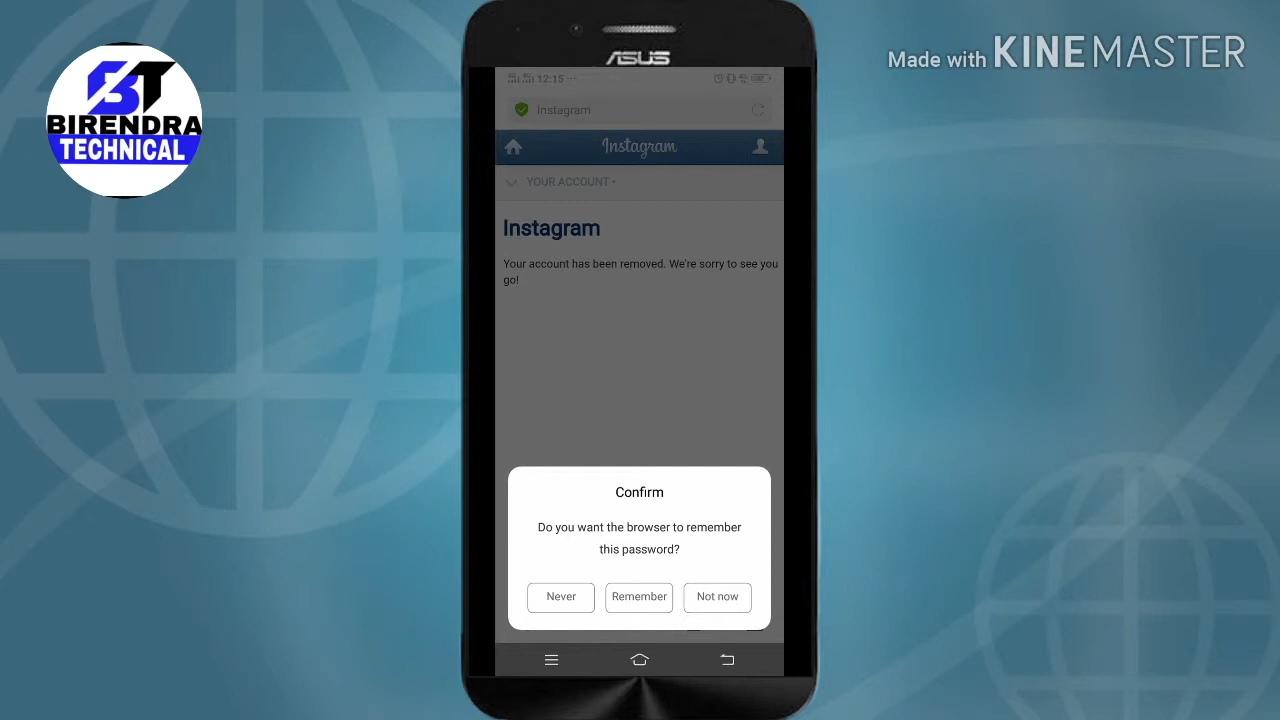 BT
BIRENDRA
TECHNICAL
Made with KINEMASTER
ASUS
12:15
Instagram
Instagram
YOUR ACCOUNT
Instagram
Your account has been removed. We're sorry to see you
go!
Confirm
Do you want the browser to remember
this password?
Never
Remember
Not now